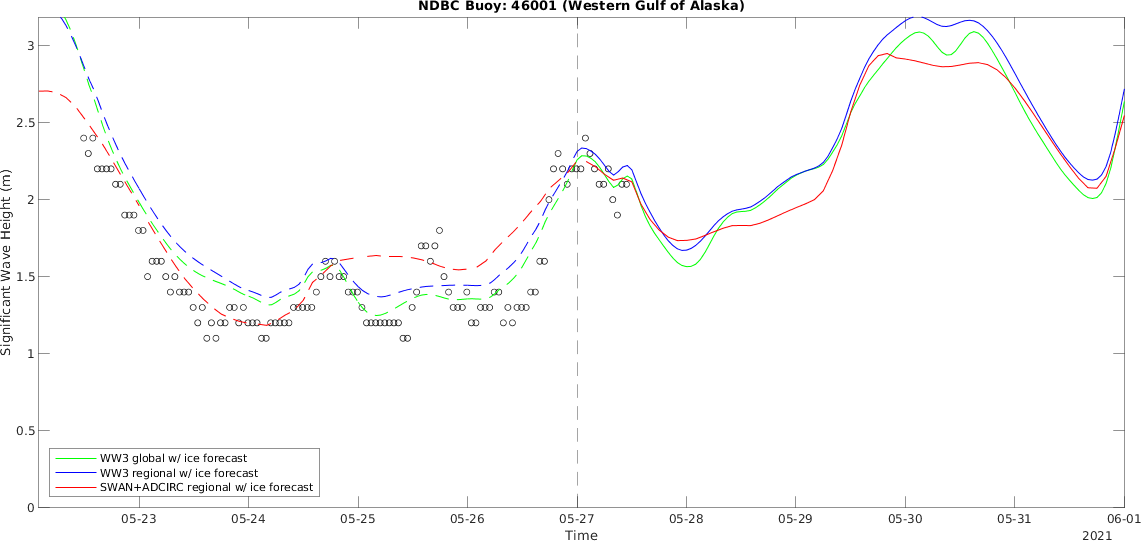 NDBC Buoy: 46001 (Western Gulf of Alaska)
Significant Wave Height (m)
3
2.5
2
1.5
1
0.5
0
WW3 global w/ ice forecast
WW3 regional w/ ice forecast
SWAN+ADCIRC regional w/ ice forecast
05-23 05-24 05-25 05-26 05-27 05-28 05-29 05-30 05-31 06-01
Time 2021